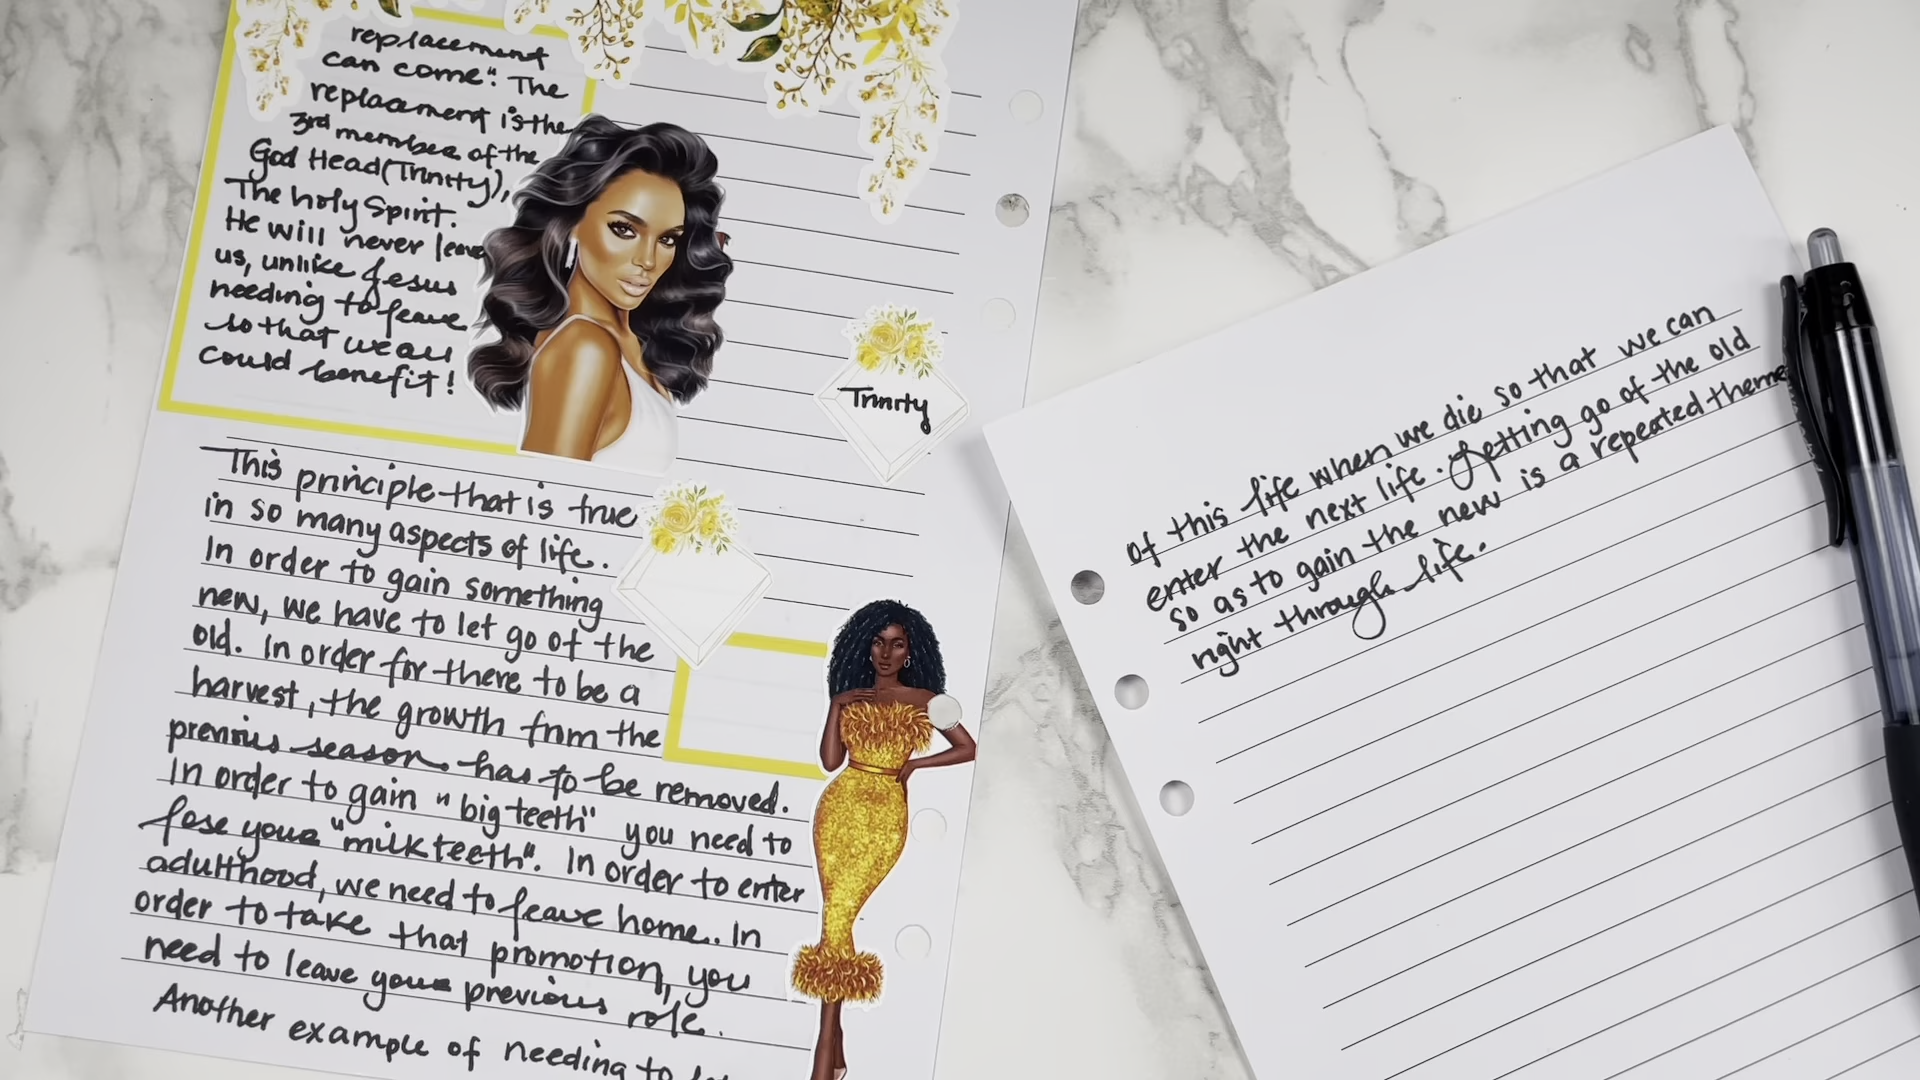 replacement
can come". The
replacement is the
3rd member of the
God Head (Trinity),
The holy Spirit.
He will never leave
us, unlike Jesus
needing to leave
so that we all
could benefit!
Trinity
This principle that is true
in so many aspects of life.
In order to gain something
new, we have to let go of the
old. In order for there to be a
harvest, the growth from the
previous season has to be removed.
In order to gain "big teeth" you need to
lose your "milk teeth". In order to enter
adulthood, we need to leave home. In
order to take that promotion, you
need to leave your previous role.
Another example of needing to
of this life when we die so that we can
enter the next life. Letting go of the old
so as to gain the new is a repeated theme
right through life.